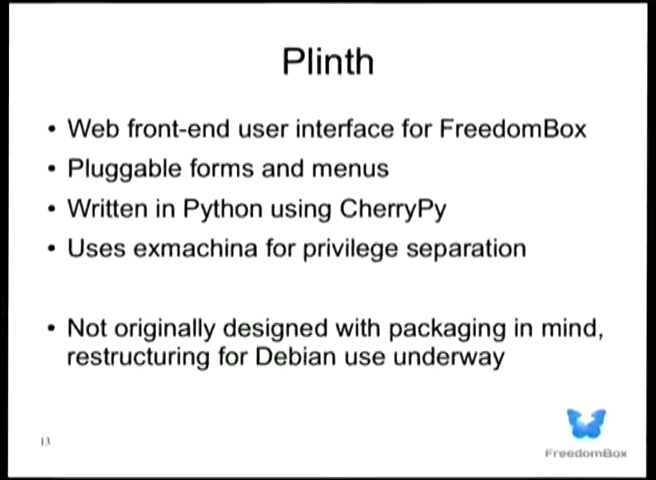 Plinth
• Web front-end user interface for FreedomBox
• Pluggable forms and menus
• Written in Python using CherryPy
• Uses exmachina for privilege separation
• Not originally designed with packaging in mind,
restructuring for Debian use underway
13
FreedomBox